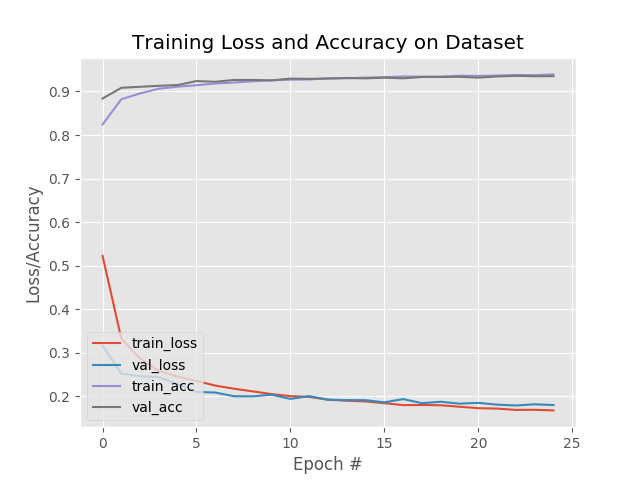 Training Loss and Accuracy on Dataset
Loss/Accuracy
0.9
0.8
0.7
0.6
0.5
0.4
0.3
0.2
train_loss
val_loss
train_acc
val_acc
0 5 10 15 20 25
Epoch #